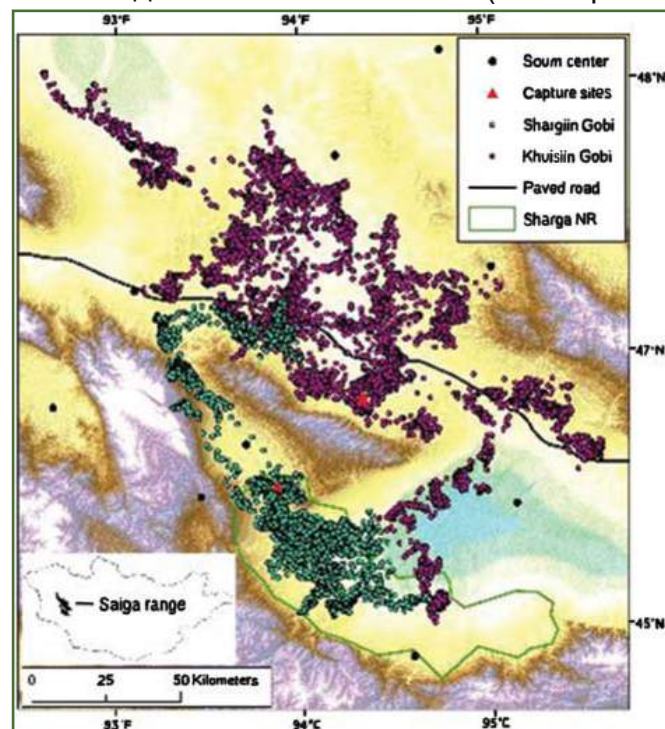 93°F
94°F
95°F
Soum center
Capture sites
Shargiin Gobi
Khuisiin Gobi
Paved road
Sharga NR
48°N
47°N
45°N
Saiga range
0 25 50 Kilometers
93°F
94°C
95°C